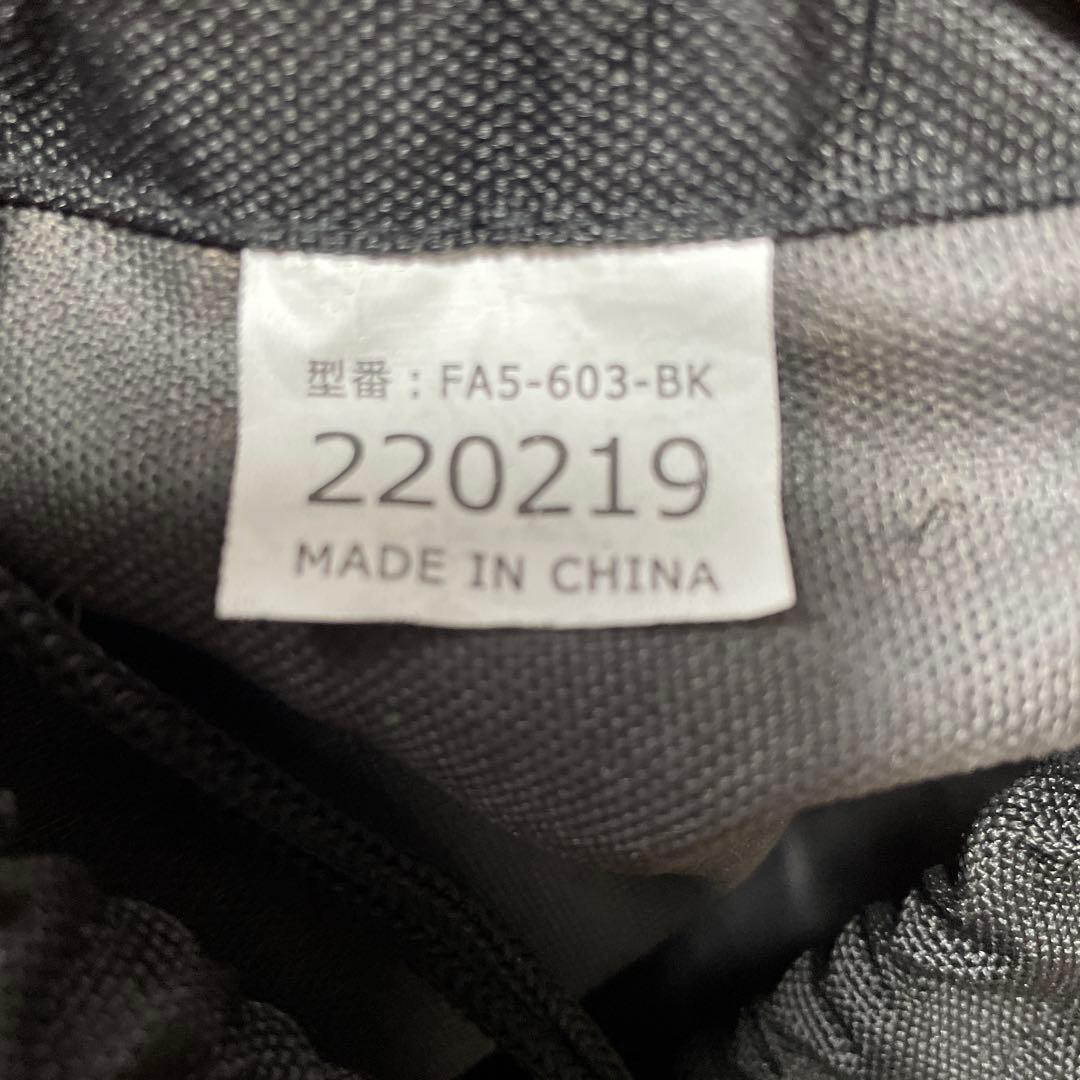 型番：FA5-603-BK
220219
MADE IN CHINA